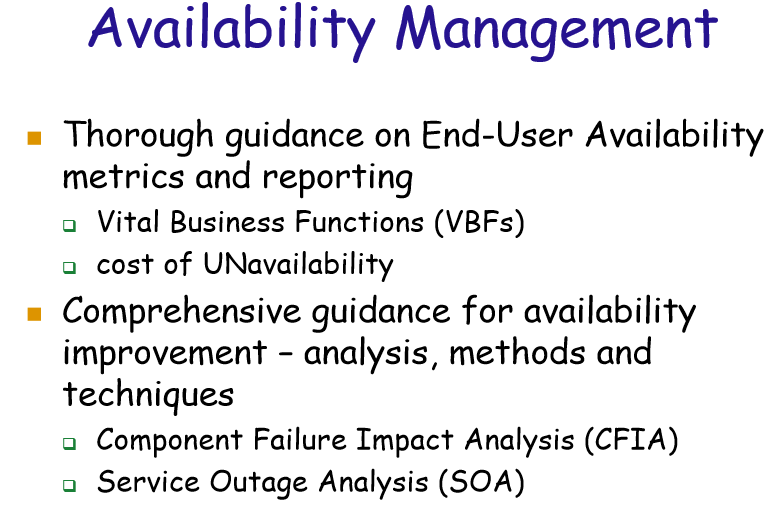 Availability Management
Thorough guidance on End-User Availability
metrics and reporting
Vital Business Functions (VBFs)
cost of UNavailability
Comprehensive guidance for availability
improvement – analysis, methods and
techniques
Component Failure Impact Analysis (CFIA)
Service Outage Analysis (SOA)